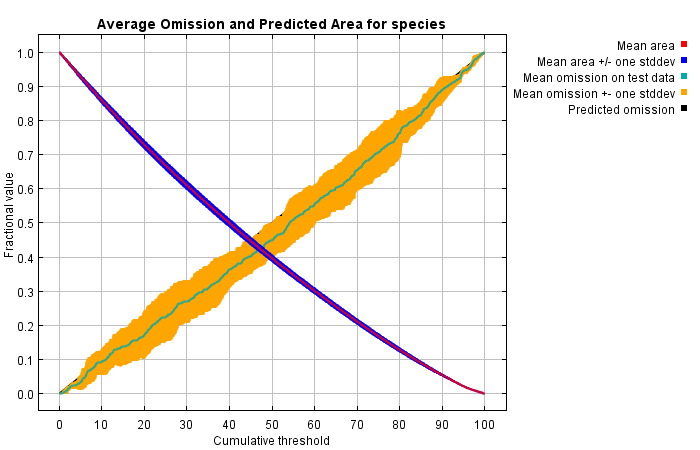 Average Omission and Predicted Area for species
Mean area
Mean area +/- one stddev
Mean omission on test data
Mean omission +- one stddev
Predicted omission
Fractional value
1.0
0.9
0.8
0.7
0.6
0.5
0.4
0.3
0.2
0.1
0.0
0 10 20 30 40 50 60 70 80 90 100
Cumulative threshold